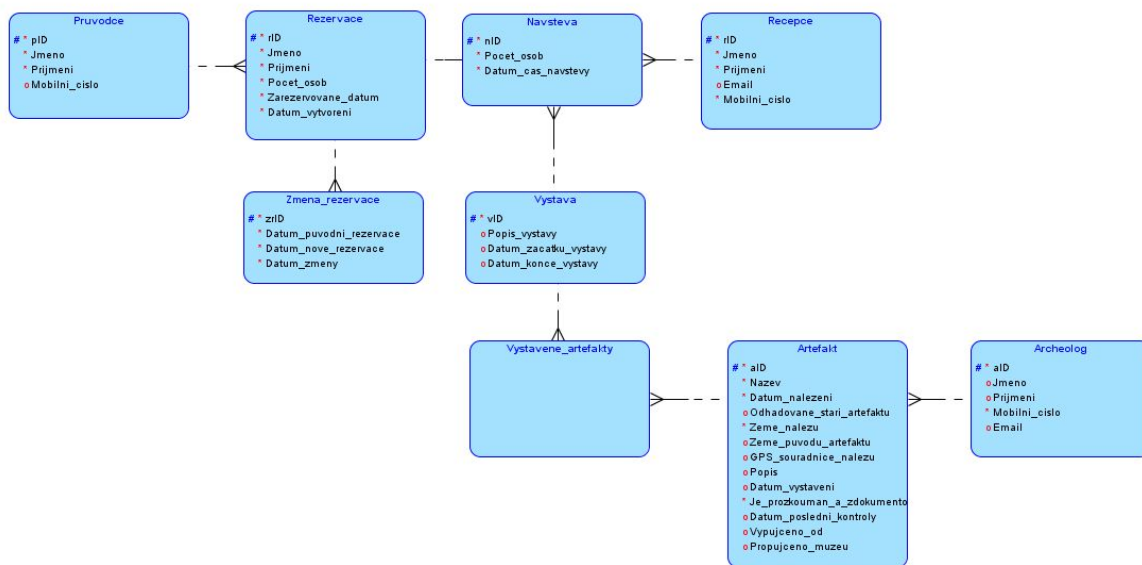 Pruvodce
# * pID
* Jmeno
* Prijmeni
o Mobilni_cislo
Rezervace
# * rID
* Jmeno
* Prijmeni
* Pocet_osob
* Zarezervovane_datum
* Datum_vytvoreni
Navsteva
# * nID
* Pocet_osob
* Datum_cas_navstevy
Recepce
# * rID
* Jmeno
* Prijmeni
o Email
* Mobilni_cislo
Zmena_rezervace
# * zrID
* Datum_puvodni_rezervace
* Datum_nove_rezervace
* Datum_zmeny
Vystava
# * vID
o Popis_vystavy
o Datum_zacatku_vystavy
o Datum_konce_vystavy
Vystavene_artefakty
Artefakt
# * aID
* Nazev
* Datum_nalezeni
o Odhadovane_stari_artefaktu
* Zeme_nalezu
o Zeme_puvodu_artefaktu
o GPS_souradnice_nalezu
o Popis
o Datum_vystaveni
* Je_prozkouman_a_zdokumento
o Datum_posledni_kontroly
o Vypujceno_od
o Propujceno_muzeu
Archeolog
# * aID
o Jmeno
o Prijmeni
* Mobilni_cislo
o Email